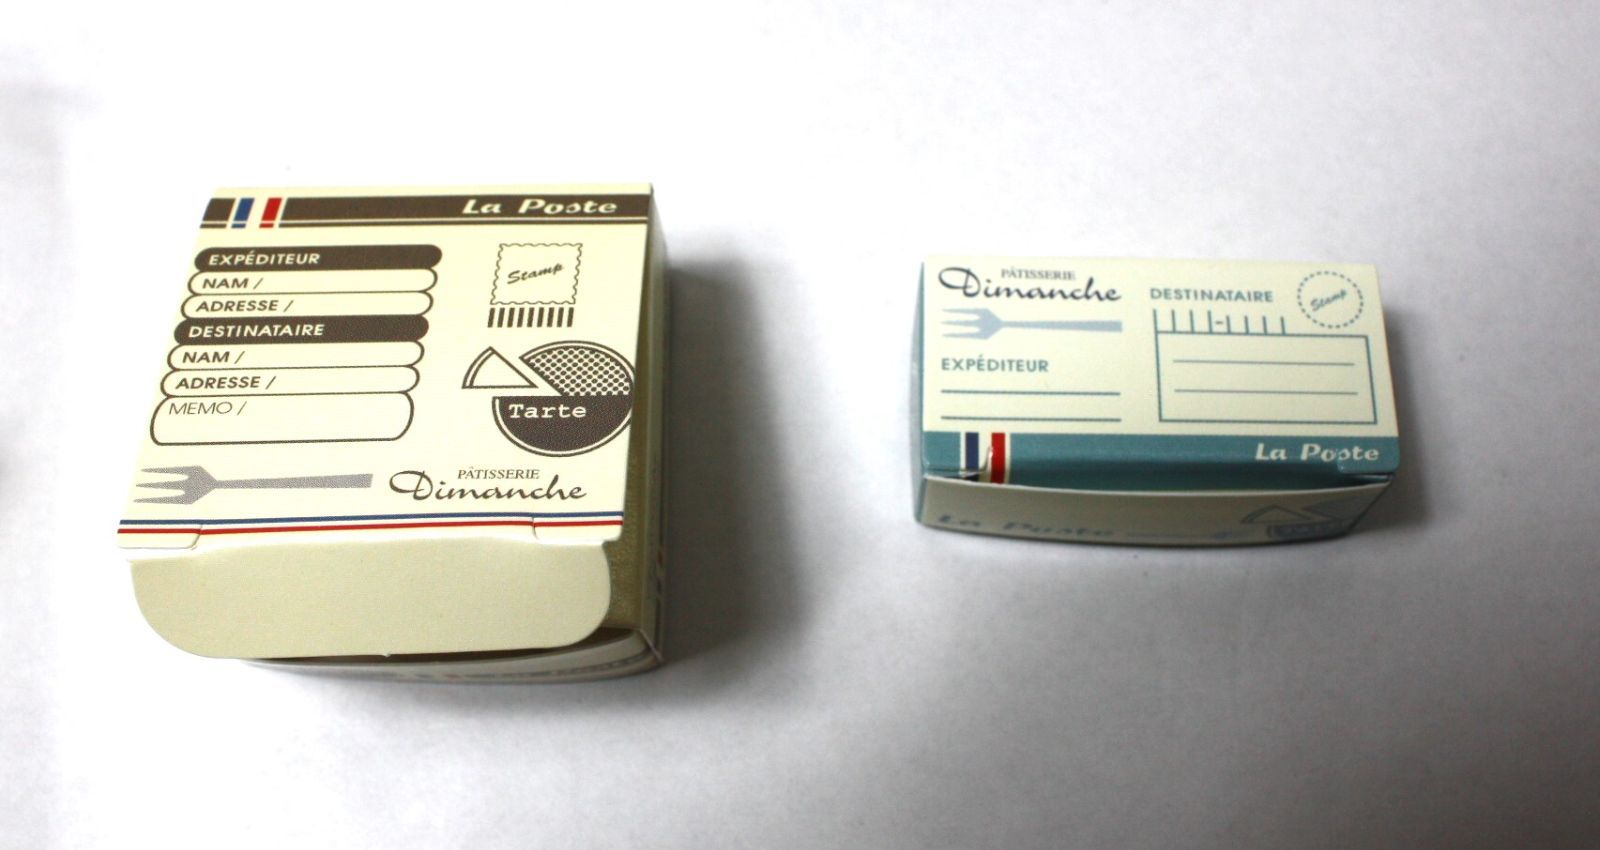 La Poste
EXPÉDITEUR
NAM /
ADRESSE /
DESTINATAIRE
NAM /
ADRESSE /
MEMO /
Stamp
Tarte
PÂTISSERIE
Dimanche
PÂTISSERIE
Dimanche
EXPÉDITEUR
DESTINATAIRE
Stamp
La Poste
La Poste